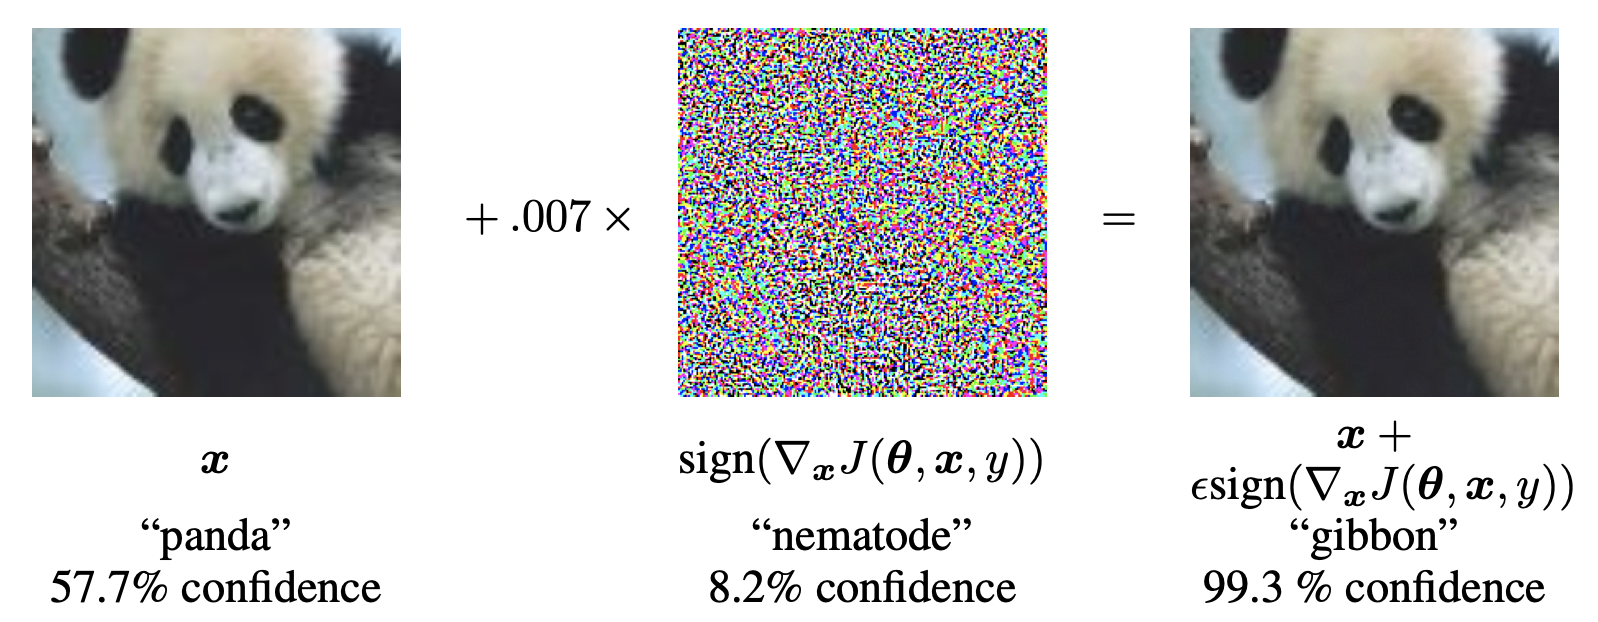 + .007 ×
=
x
sign(∇ₓJ(θ, x, y))
x +
ϵsign(∇ₓJ(θ, x, y))
“panda”
“nematode”
“gibbon”
57.7% confidence
8.2% confidence
99.3 % confidence